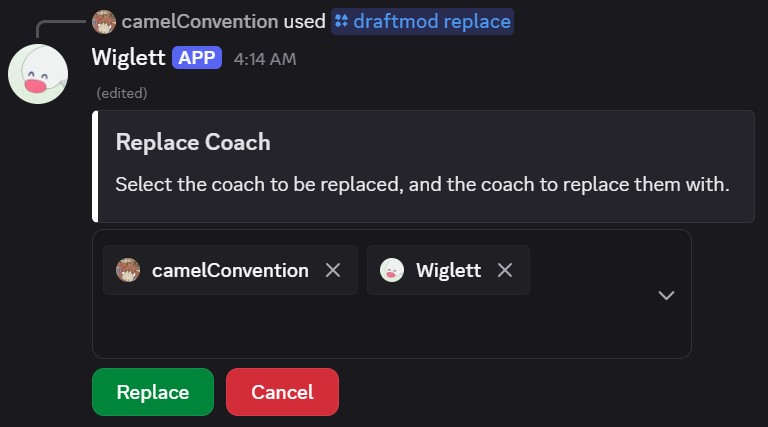 camelConvention used draftmod replace
Wiglett APP 4:14 AM
(edited)
Replace Coach
Select the coach to be replaced, and the coach to replace them with.
camelConvention Wiglett
Replace Cancel